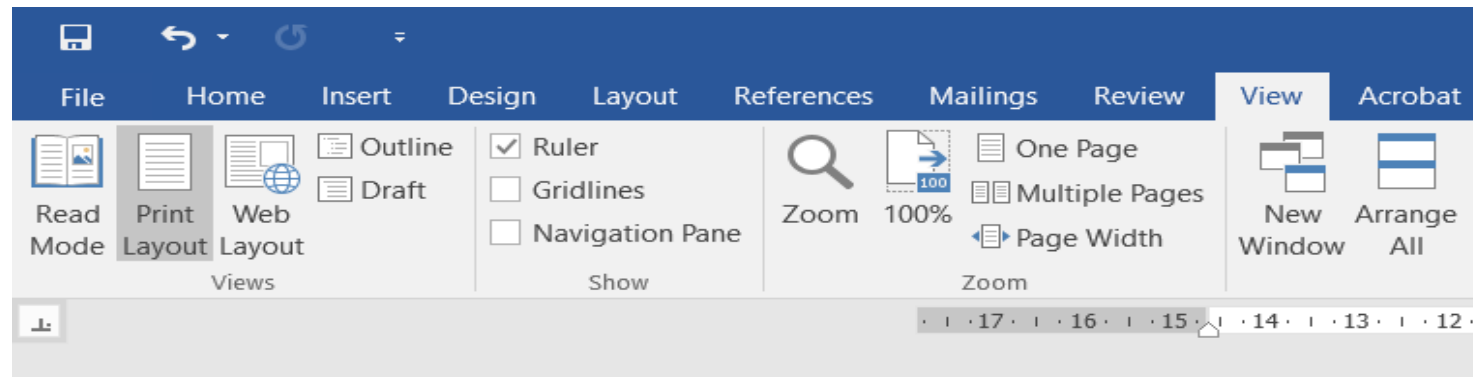 File Home Insert Design Layout References Mailings Review View Acrobat
Read Mode
Print Layout
Web Layout
Outline
Draft
Views
Ruler
Gridlines
Navigation Pane
Show
Zoom
100
100%
One Page
Multiple Pages
Page Width
Zoom
New Window
Arrange All
17 16 15 14 13 12